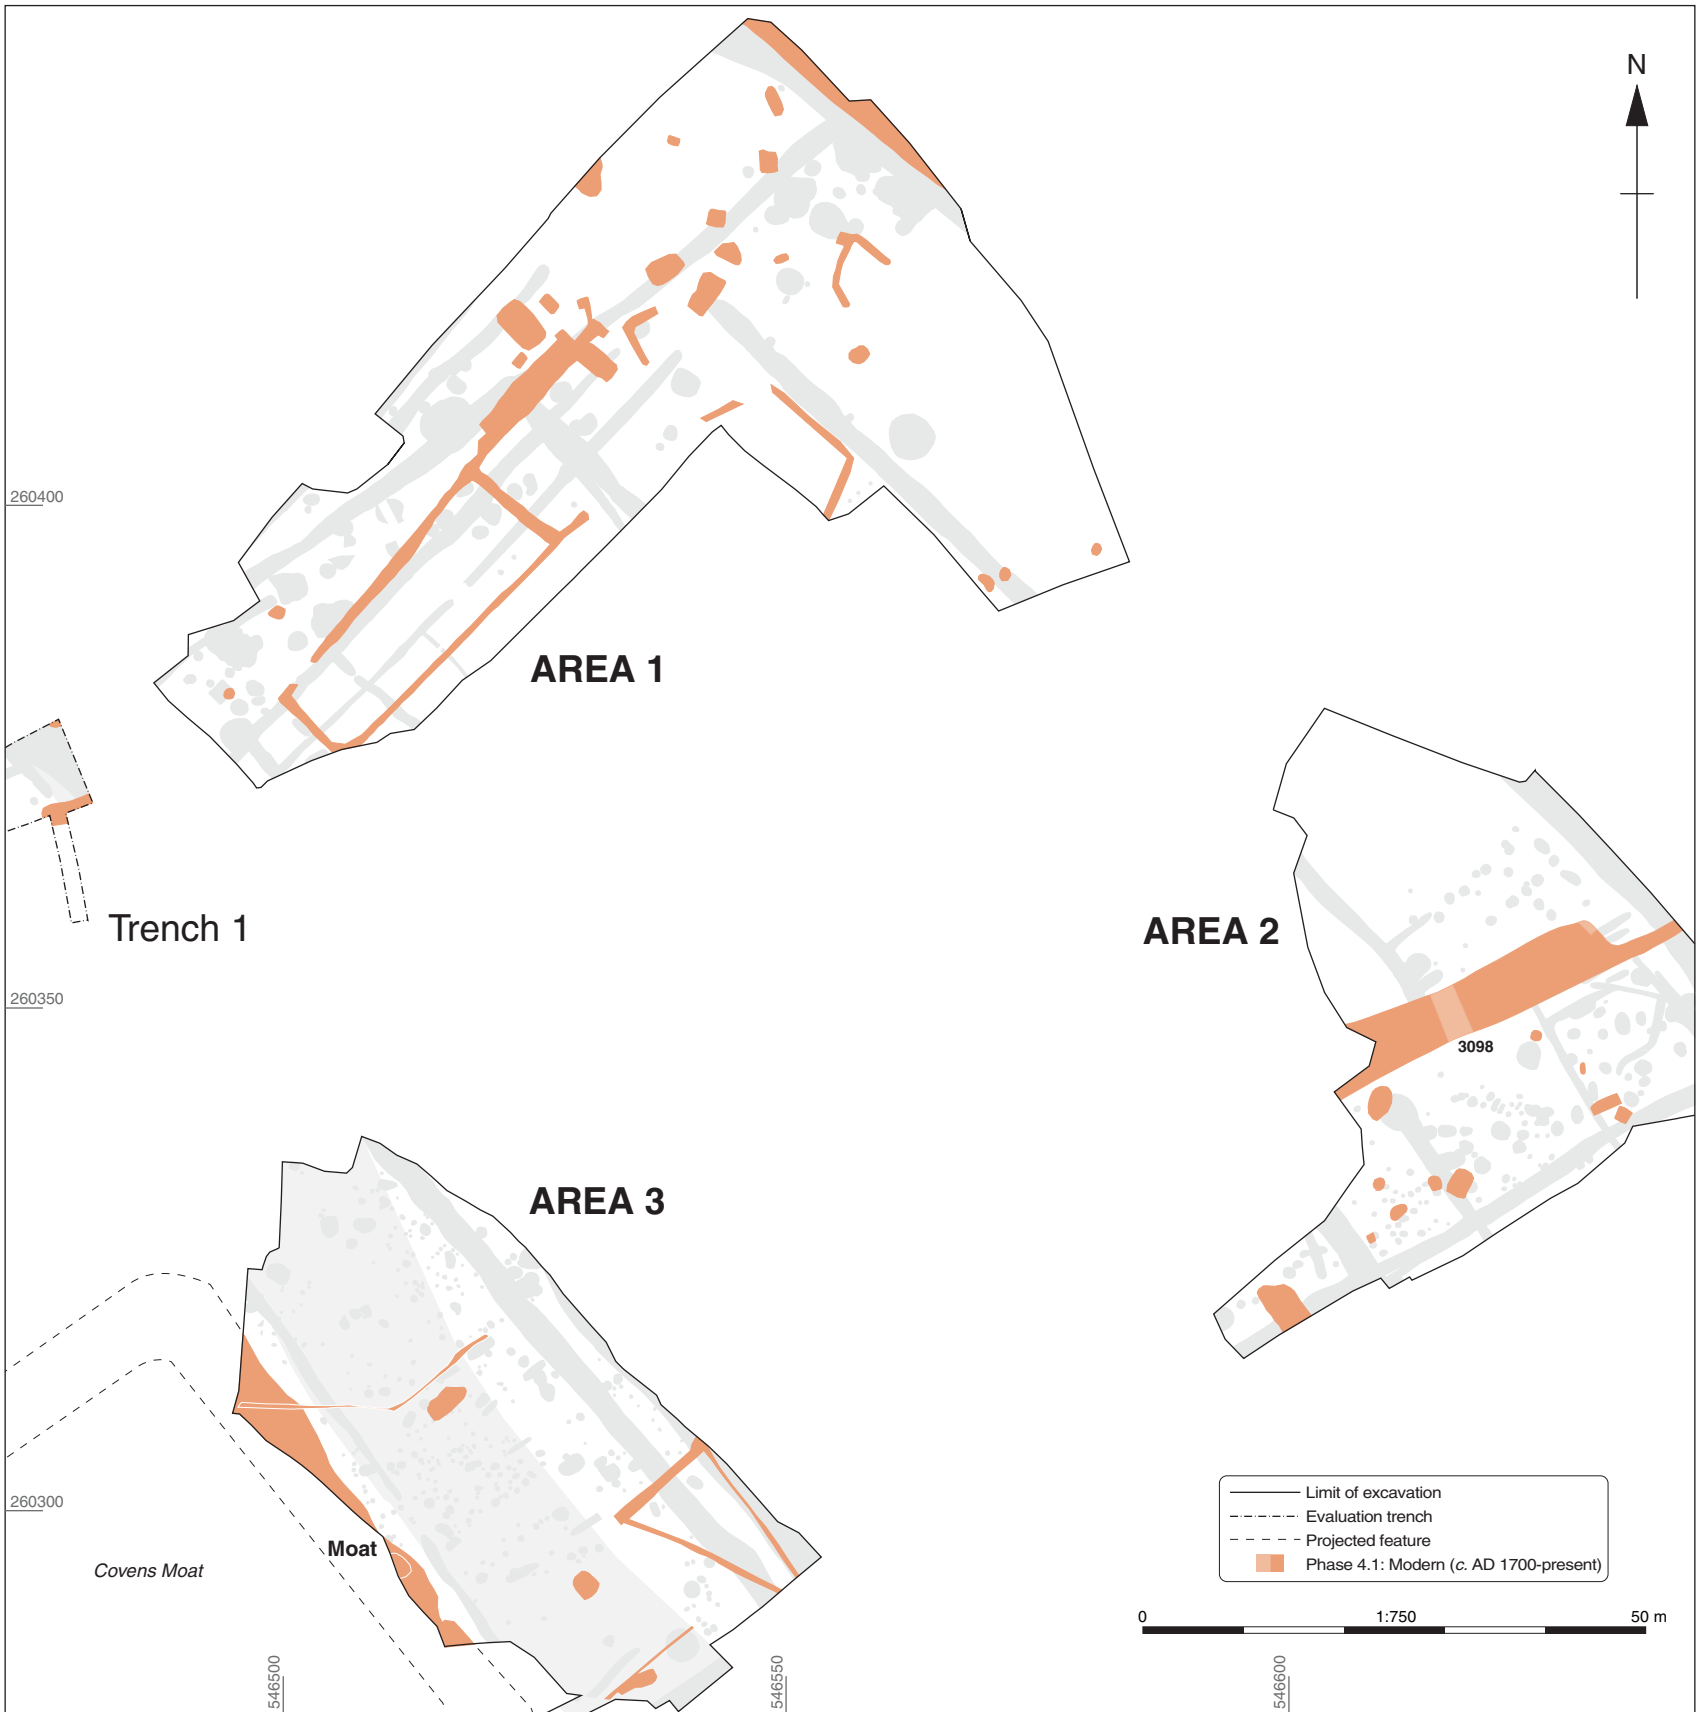 N
260400
AREA 1
Trench 1
AREA 2
260350
3098
AREA 3
260300
Moat
Covens Moat
Limit of excavation
Evaluation trench
Projected feature
Phase 4.1: Modern (c. AD 1700-present)
0 1:750 50 m
546500
546550
546600